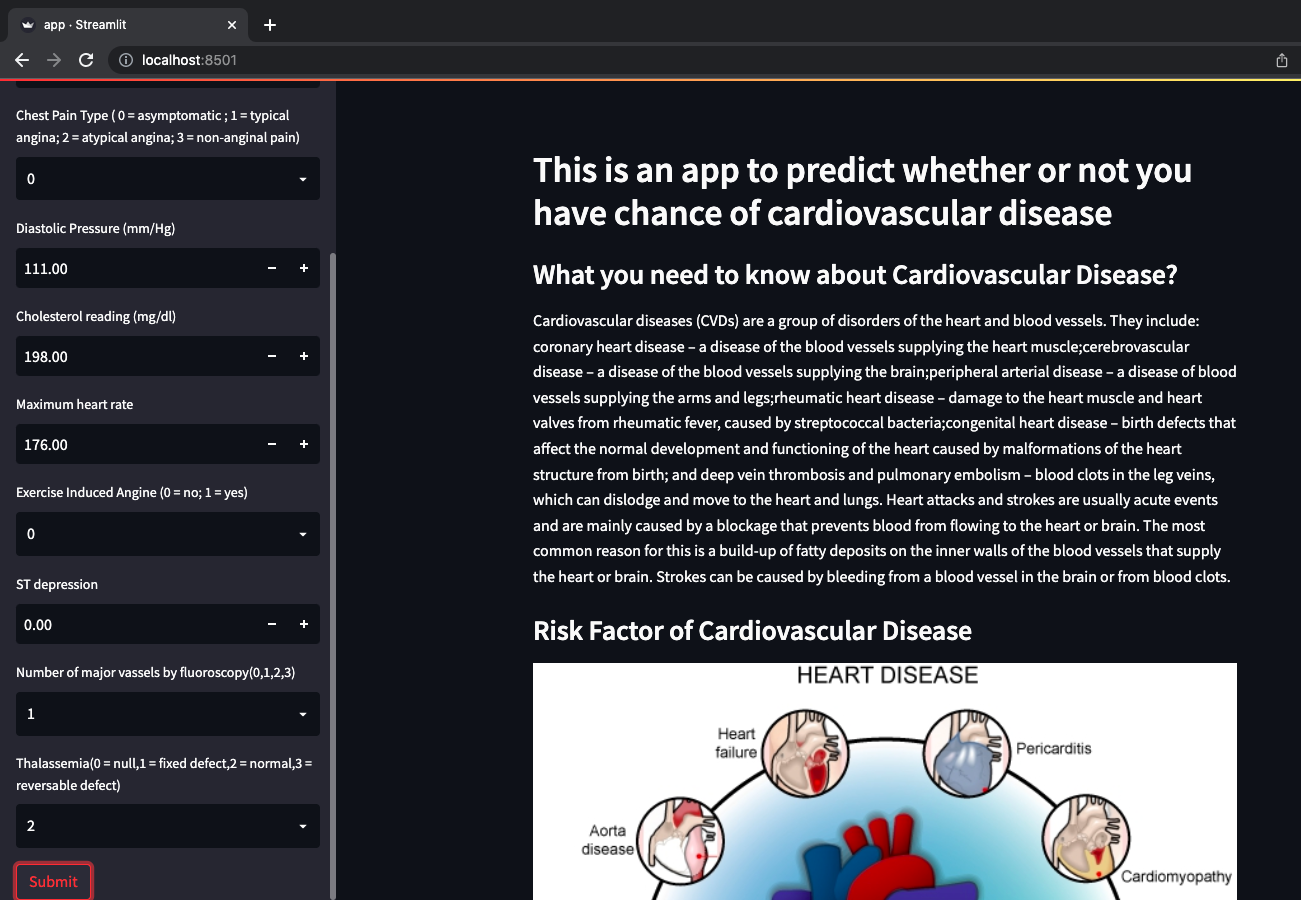 app · Streamlit
localhost:8501
Chest Pain Type ( 0 = asymptomatic ; 1 = typical
angina; 2 = atypical angina; 3 = non-anginal pain)
0
Diastolic Pressure (mm/Hg)
111.00
Cholesterol reading (mg/dl)
198.00
Maximum heart rate
176.00
Exercise Induced Angine (0 = no; 1 = yes)
0
ST depression
0.00
Number of major vassels by fluoroscopy(0,1,2,3)
1
Thalassemia(0 = null,1 = fixed defect,2 = normal,3 =
reversable defect)
2
Submit
This is an app to predict whether or not you
have chance of cardiovascular disease
What you need to know about Cardiovascular Disease?
Cardiovascular diseases (CVDs) are a group of disorders of the heart and blood vessels. They include:
coronary heart disease – a disease of the blood vessels supplying the heart muscle;cerebrovascular
disease – a disease of the blood vessels supplying the brain;peripheral arterial disease – a disease of blood
vessels supplying the arms and legs;rheumatic heart disease – damage to the heart muscle and heart
valves from rheumatic fever, caused by streptococcal bacteria;congenital heart disease – birth defects that
affect the normal development and functioning of the heart caused by malformations of the heart
structure from birth; and deep vein thrombosis and pulmonary embolism – blood clots in the leg veins,
which can dislodge and move to the heart and lungs. Heart attacks and strokes are usually acute events
and are mainly caused by a blockage that prevents blood from flowing to the heart or brain. The most
common reason for this is a build-up of fatty deposits on the inner walls of the blood vessels that supply
the heart or brain. Strokes can be caused by bleeding from a blood vessel in the brain or from blood clots.
Risk Factor of Cardiovascular Disease
HEART DISEASE
Heart
failure
Pericarditis
Aorta
disease
Cardiomyopathy